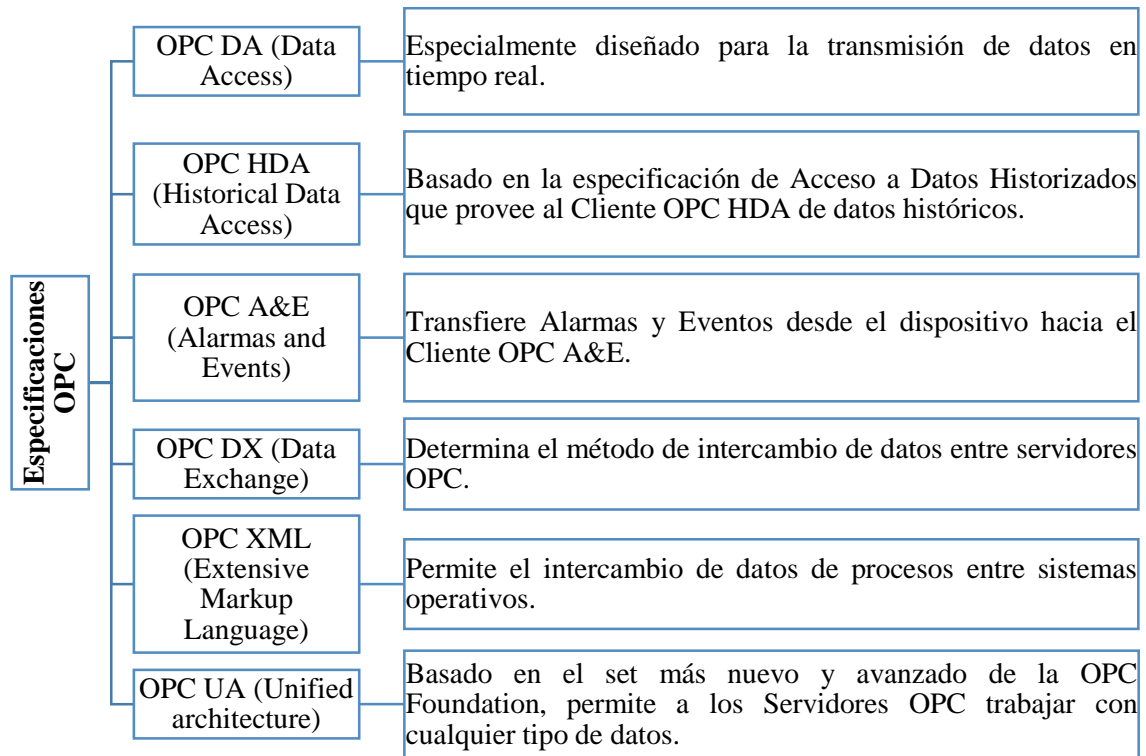 Especificaciones
OPC
OPC DA (Data
Access)
Especialmente diseñado para la transmisión de datos en
tiempo real.
OPC HDA
(Historical Data
Access)
Basado en la especificación de Acceso a Datos Historizados
que provee al Cliente OPC HDA de datos históricos.
OPC A&E
(Alarmas and
Events)
Transfiere Alarmas y Eventos desde el dispositivo hacia el
Cliente OPC A&E.
OPC DX (Data
Exchange)
Determina el método de intercambio de datos entre servidores
OPC.
OPC XML
(Extensive
Markup
Language)
Permite el intercambio de datos de procesos entre sistemas
operativos.
OPC UA (Unified
architecture)
Basado en el set más nuevo y avanzado de la OPC
Foundation, permite a los Servidores OPC trabajar con
cualquier tipo de datos.